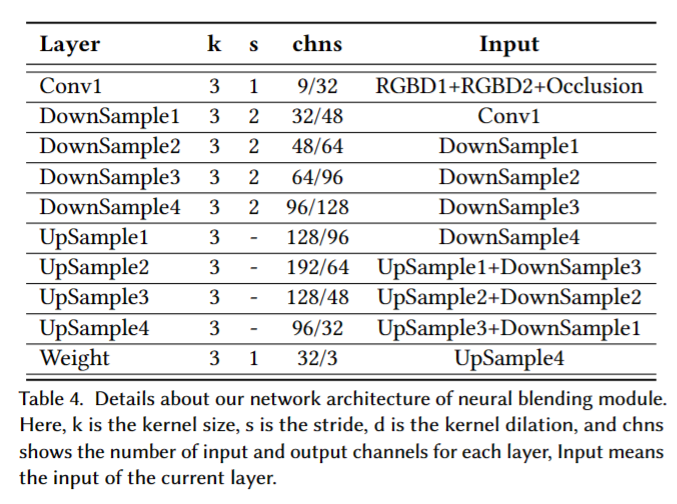 Layer k s chns Input
Conv1 3 1 9/32 RGBD1+RGBD2+Occlusion
DownSample1 3 2 32/48 Conv1
DownSample2 3 2 48/64 DownSample1
DownSample3 3 2 64/96 DownSample2
DownSample4 3 2 96/128 DownSample3
UpSample1 3 - 128/96 DownSample4
UpSample2 3 - 192/64 UpSample1+DownSample3
UpSample3 3 - 128/48 UpSample2+DownSample2
UpSample4 3 - 96/32 UpSample3+DownSample1
Weight 3 1 32/3 UpSample4
Table 4. Details about our network architecture of neural blending module.
Here, k is the kernel size, s is the stride, d is the kernel dilation, and chns
shows the number of input and output channels for each layer, Input means
the input of the current layer.